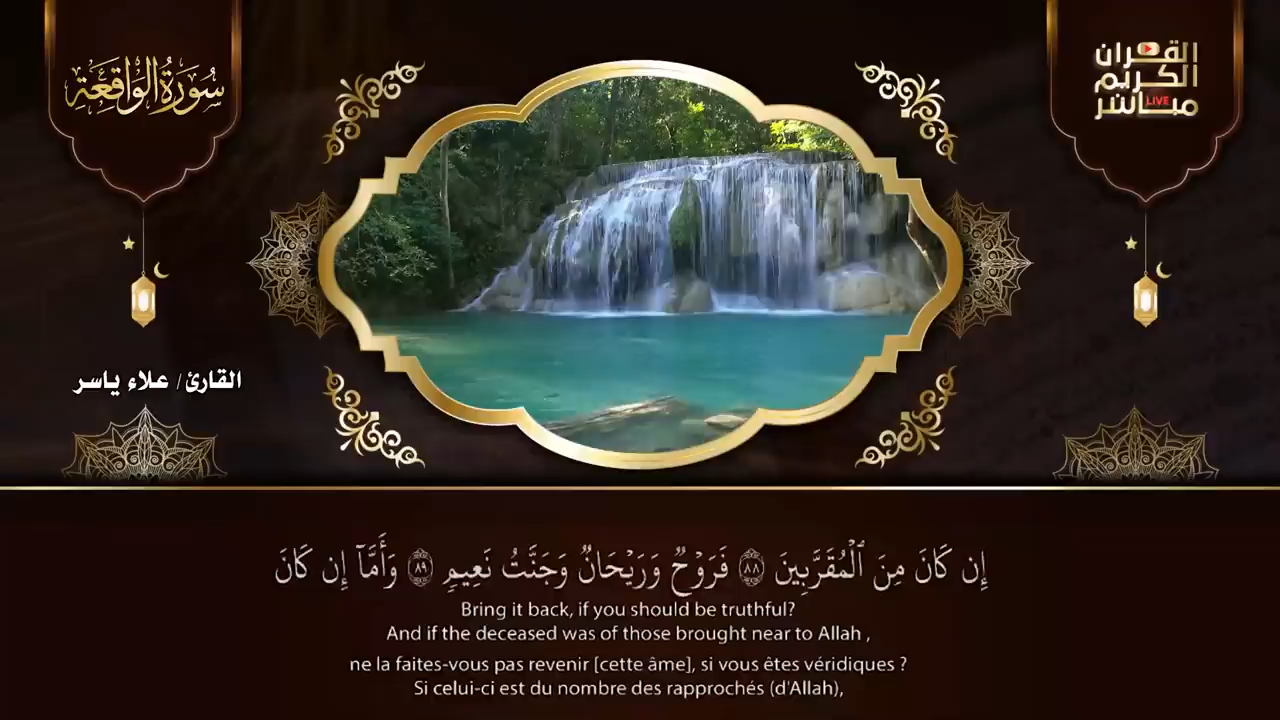 سُورَةُ الْوَاقِعَة
القرآن
الكريم
مباشر
LIVE
القارئ/ علاء ياسر
إِن كَانَ مِنَ ٱلْمُقَرَّبِينَ ٨٨ فَرَوْحٌ وَرَيْحَانٌ وَجَنَّتُ نَعِيمٍ ٨٩ وَأَمَّآ إِن كَانَ
Bring it back, if you should be truthful?
And if the deceased was of those brought near to Allah ,
ne la faites-vous pas revenir [cette âme], si vous êtes véridiques ?
Si celui-ci est du nombre des rapprochés (d'Allah),